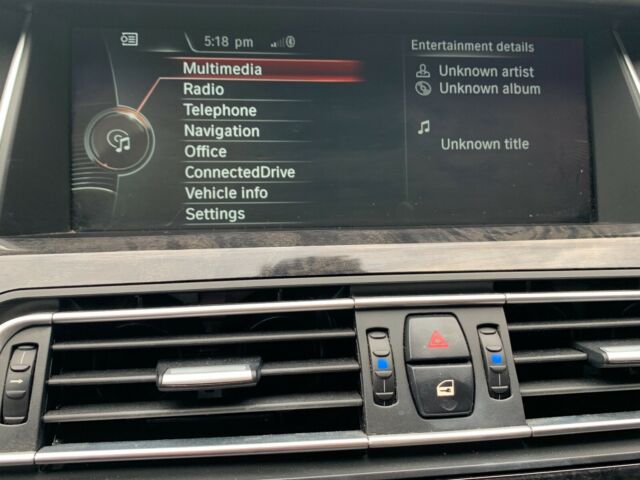 5:18 pm
Entertainment details
Multimedia
Radio
Telephone
Navigation
Office
ConnectedDrive
Vehicle info
Settings
Unknown artist
Unknown album
Unknown title